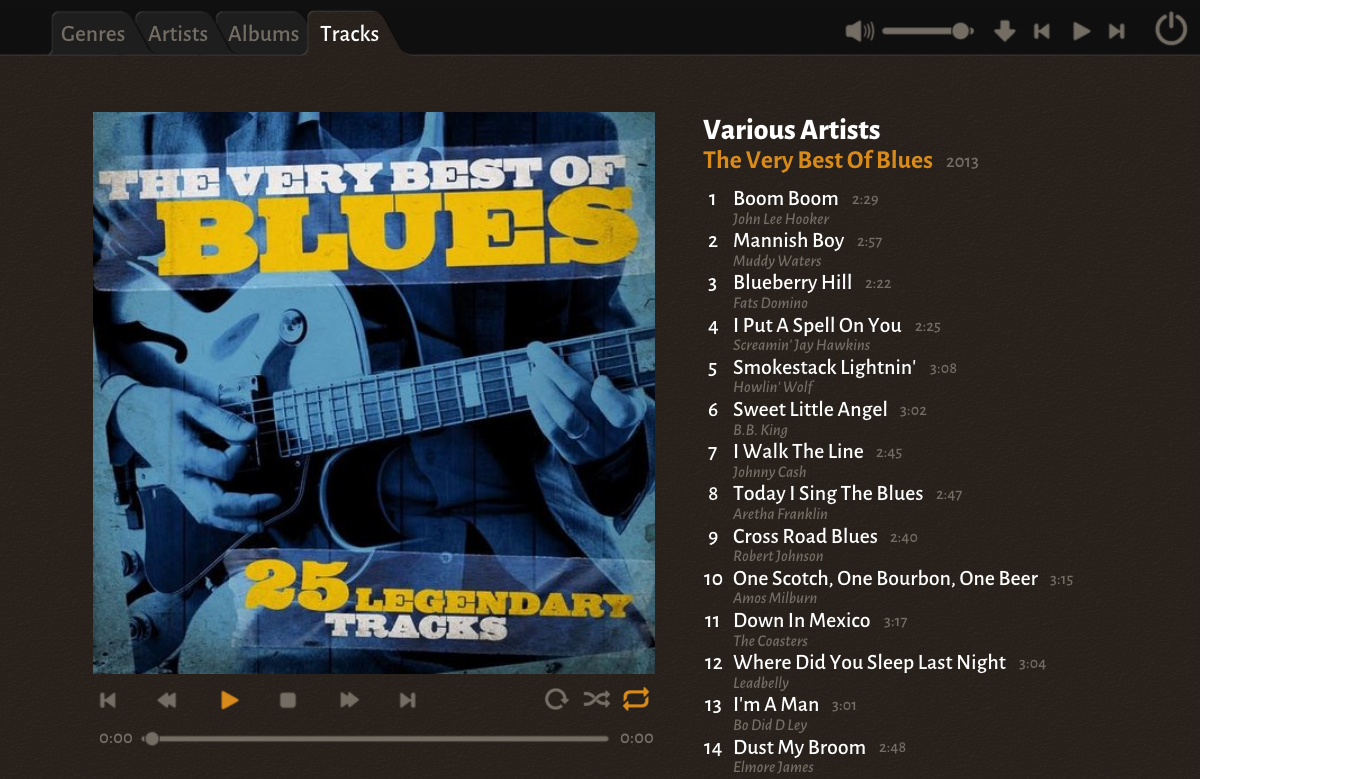 Genres Artists Albums Tracks
THE VERY BEST OF
BLUES
25 LEGENDARY
TRACKS
0:00 0:00
Various Artists
The Very Best Of Blues 2013
1 Boom Boom 2:29
John Lee Hooker
2 Mannish Boy 2:57
Muddy Waters
3 Blueberry Hill 2:22
Fats Domino
4 I Put A Spell On You 2:25
Screamin' Jay Hawkins
5 Smokestack Lightnin' 3:08
Howlin' Wolf
6 Sweet Little Angel 3:02
B.B. King
7 I Walk The Line 2:45
Johnny Cash
8 Today I Sing The Blues 2:47
Aretha Franklin
9 Cross Road Blues 2:40
Robert Johnson
10 One Scotch, One Bourbon, One Beer 3:15
Amos Milburn
11 Down In Mexico 3:17
The Coasters
12 Where Did You Sleep Last Night 3:04
Leadbelly
13 I'm A Man 3:01
Bo Did D Ley
14 Dust My Broom 2:48
Elmore James